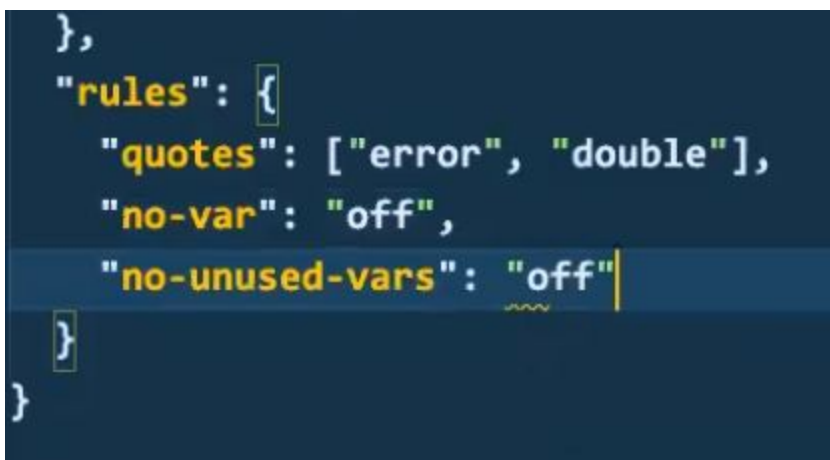 },
"rules": {
"quotes": ["error", "double"],
"no-var": "off",
"no-unused-vars": "off"
}
}